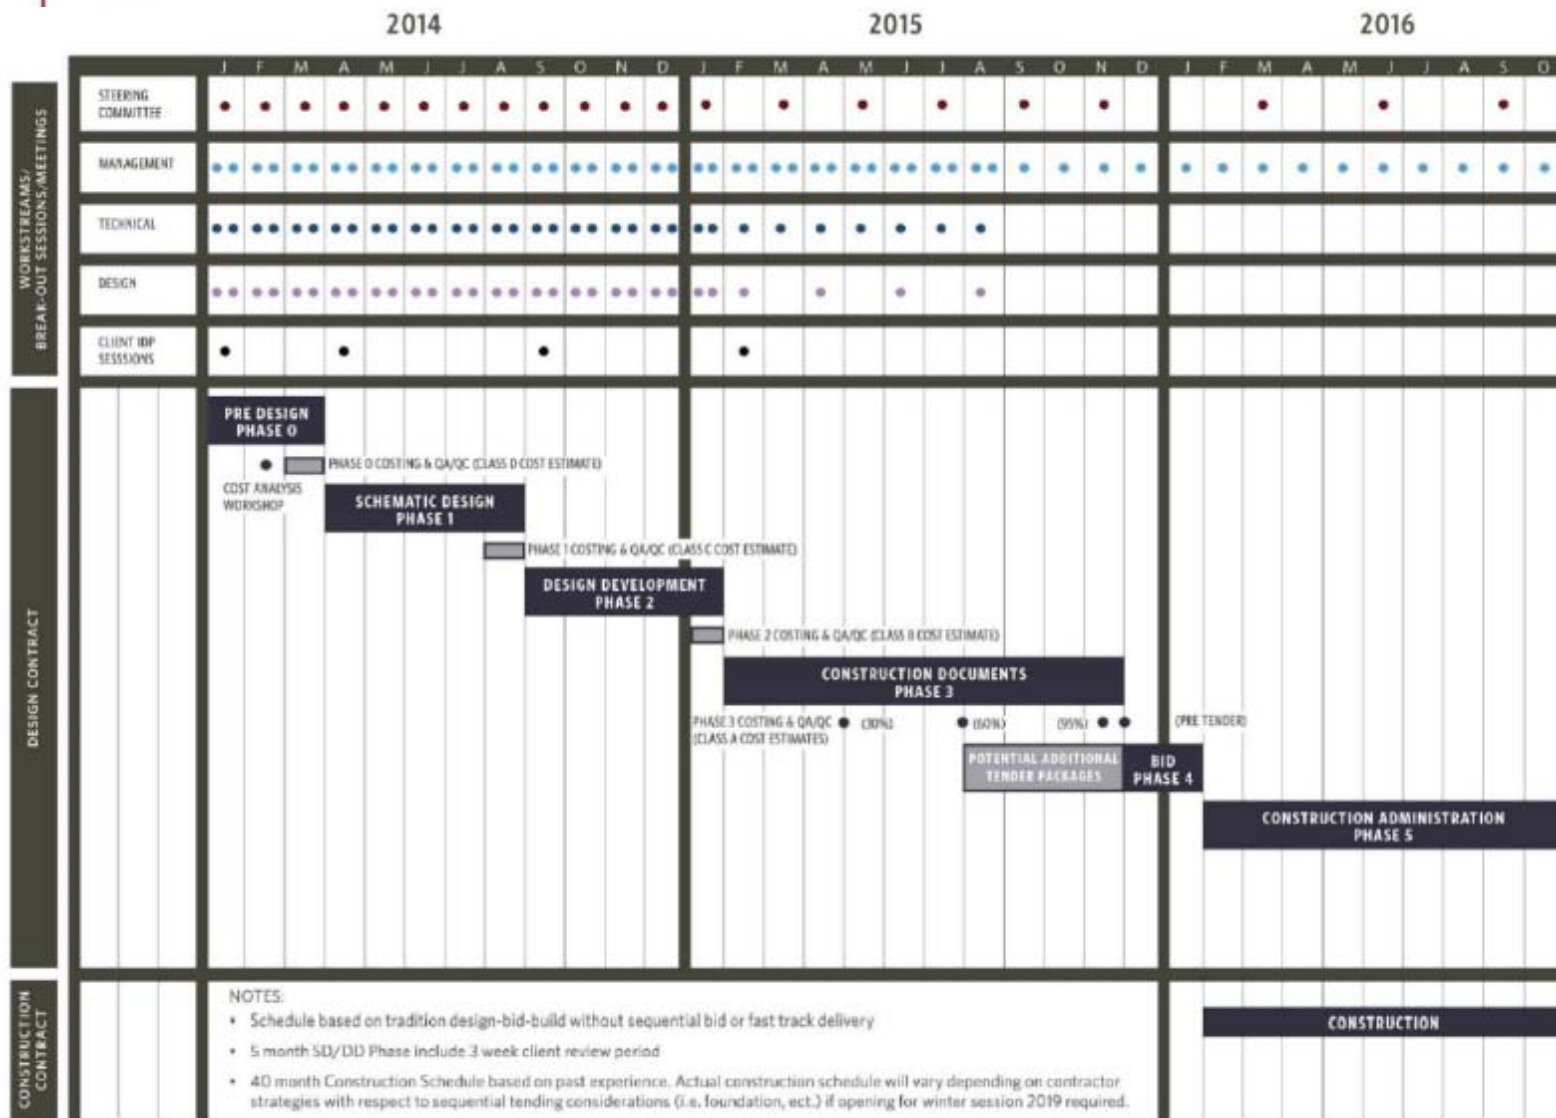 2014 2015 2016
J F M A M J J A S O N D J F M A M J J A S O N D J F M A M J J A S O
WORKSTREAMS/
BREAK-OUT SESSIONS/MEETINGS
STEERING
COMMITTEE
MANAGEMENT
TECHNICAL
DESIGN
CLIENT IDP
SESSSIONS
DESIGN CONTRACT
PRE DESIGN
PHASE 0
PHASE 0 COSTING & QA/QC (CLASS D COST ESTIMATE)
COST ANALYSIS
WORKSHOP
SCHEMATIC DESIGN
PHASE 1
PHASE 1 COSTING & QA/QC (CLASS C COST ESTIMATE)
DESIGN DEVELOPMENT
PHASE 2
PHASE 2 COSTING & QA/QC (CLASS B COST ESTIMATE)
CONSTRUCTION DOCUMENTS
PHASE 3
PHASE 3 COSTING & QA/QC (30%) (60%) (95%) (PRE TENDER)
(CLASS A COST ESTIMATES)
POTENTIAL ADDITIONAL
TENDER PACKAGES
BID
PHASE 4
CONSTRUCTION ADMINISTRATION
PHASE 5
CONSTRUCTION
CONTRACT
NOTES:
• Schedule based on tradition design-bid-build without sequential bid or fast track delivery
• 5 month SD/DD Phase include 3 week client review period
• 40 month Construction Schedule based on past experience. Actual construction schedule will vary depending on contractor
strategies with respect to sequential tending considerations (i.e. foundation, ect.) if opening for winter session 2019 required.
CONSTRUCTION